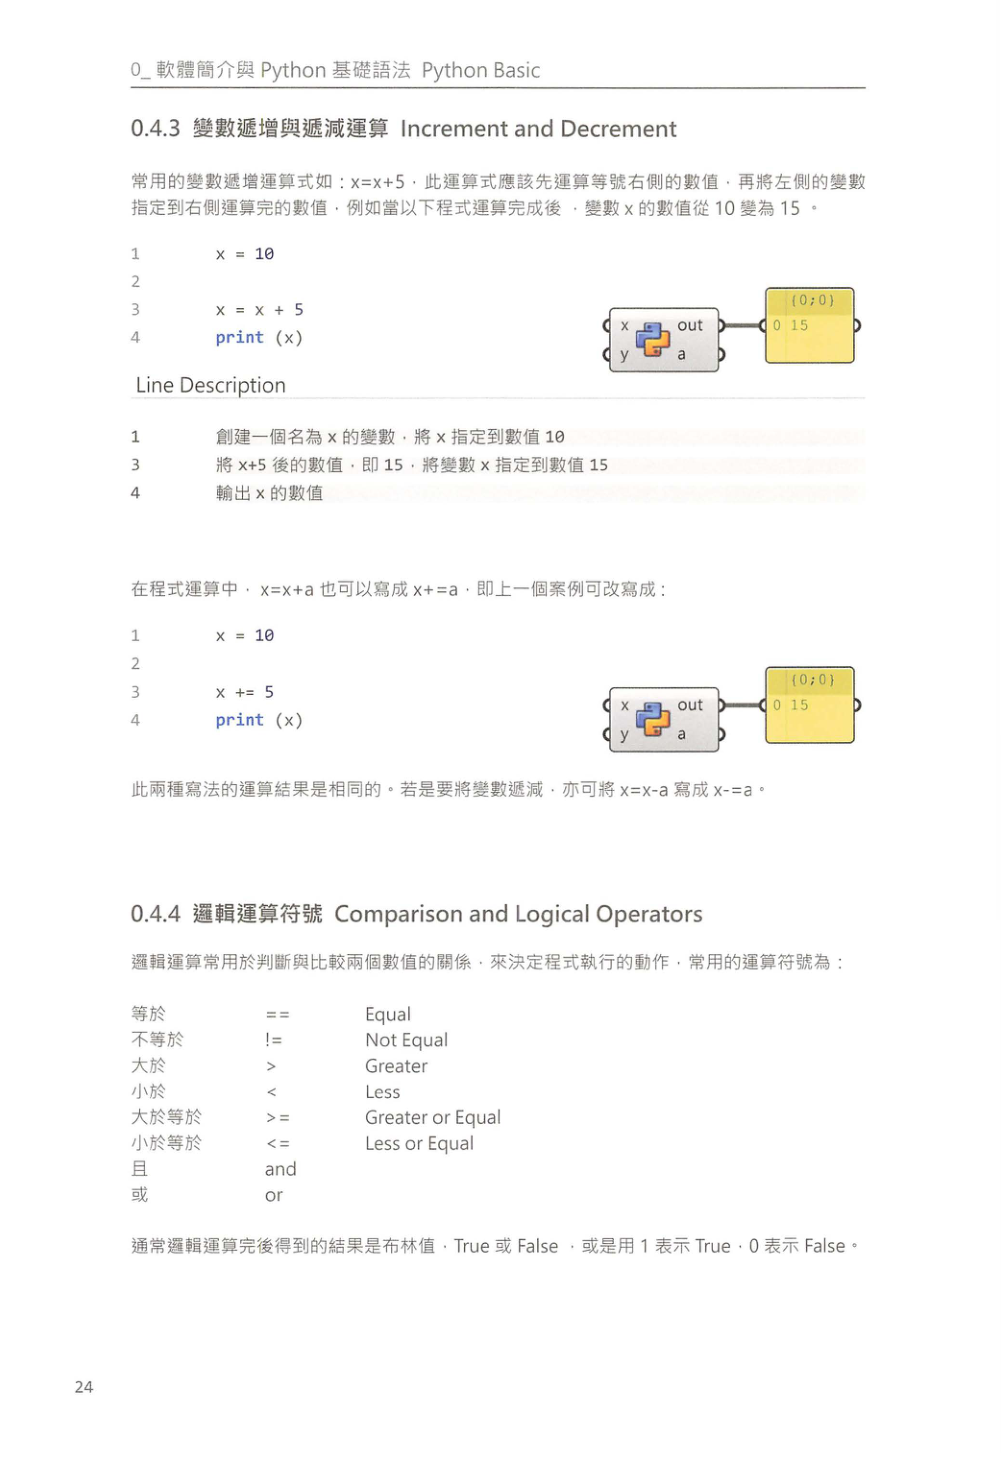 0_ 軟體簡介與 Python 基礎語法  Python Basic
0.4.3  變數遞增與遞減運算  Increment and Decrement
常用的變數遞增運算式如：x=x+5，此運算式應該先運算等號右側的數值，再將左側的變數
指定到右側運算完的數值，例如當以下程式運算完成後 ，變數 x 的數值從 10 變為 15 。
1 x = 10
2
3 x = x + 5
4 print (x)
x out
y a
{0;0}
0 15
Line Description
1 創建一個名為 x 的變數，將 x 指定到數值 10
3 將 x+5 後的數值，即 15，將變數 x 指定到數值 15
4 輸出 x 的數值
在程式運算中， x=x+a 也可以寫成 x+=a，即上一個案例可改寫成：
1 x = 10
2
3 x += 5
4 print (x)
x out
y a
{0;0}
0 15
此兩種寫法的運算結果是相同的。若是要將變數遞減，亦可將 x=x-a 寫成 x-=a。
0.4.4  邏輯運算符號  Comparison and Logical Operators
邏輯運算常用於判斷與比較兩個數值的關係，來決定程式執行的動作，常用的運算符號為：
等於 == Equal
不等於 != Not Equal
大於 > Greater
小於 < Less
大於等於 >= Greater or Equal
小於等於 <= Less or Equal
且 and
或 or
通常邏輯運算完後得到的結果是布林值，True 或 False ，或是用 1 表示 True，0 表示 False。
24